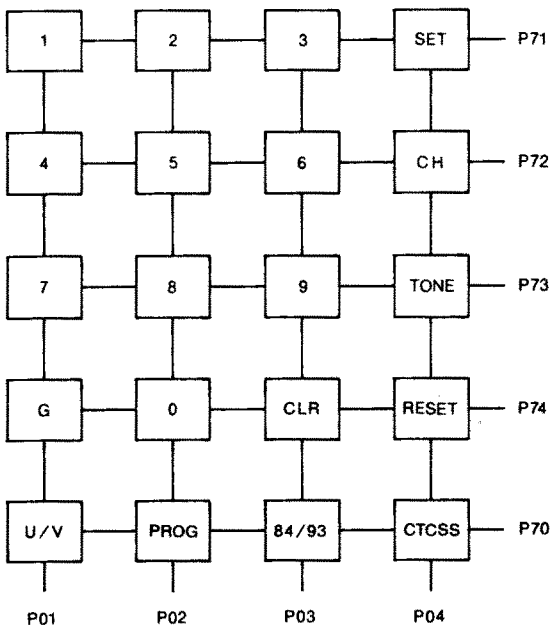 1 2 3 SET P71
4 5 6 CH P72
7 8 9 TONE P73
G 0 CLR RESET P74
U/V PROG 84/93 CTCSS P70
P01 P02 P03 P04